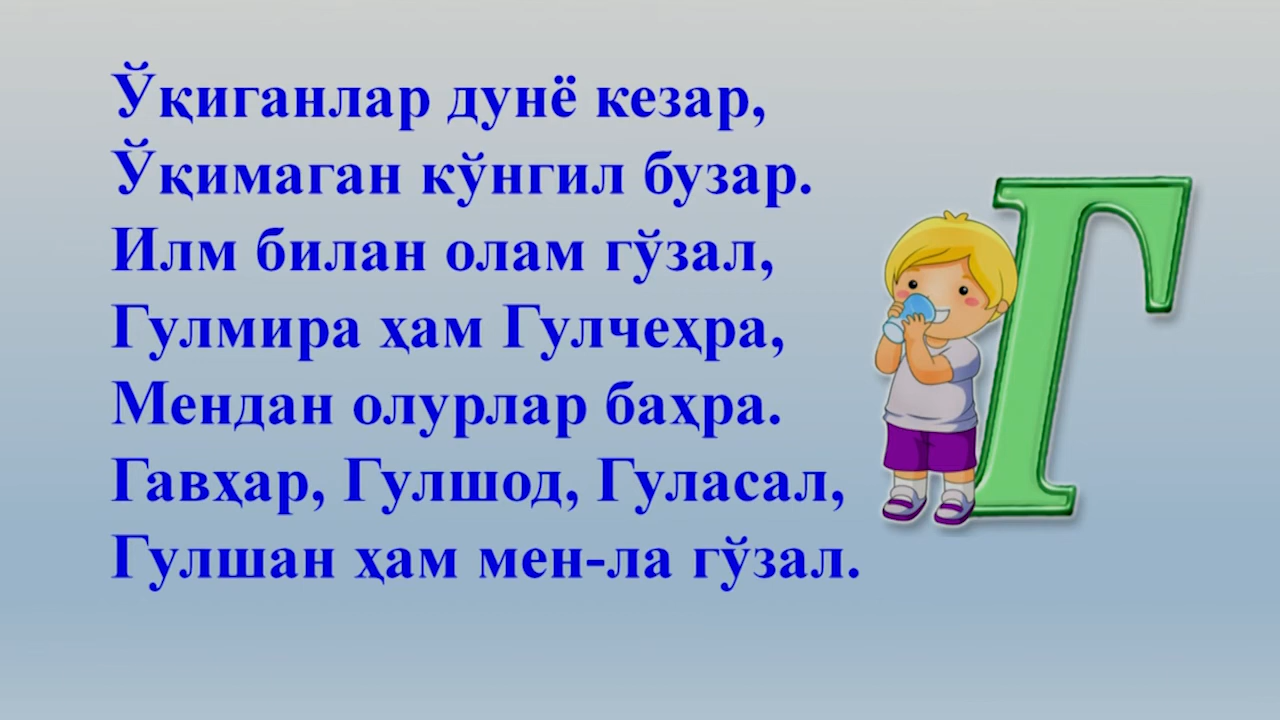 Ўқиганлар дунё кезар,
Ўқимаган кўнгил бузар.
Илм билан олам гўзал,
Гулмира ҳам Гулчеҳра,
Мендан олурлар баҳра.
Гавҳар, Гулшод, Гуласал,
Гулшан ҳам мен-ла гўзал.
Г